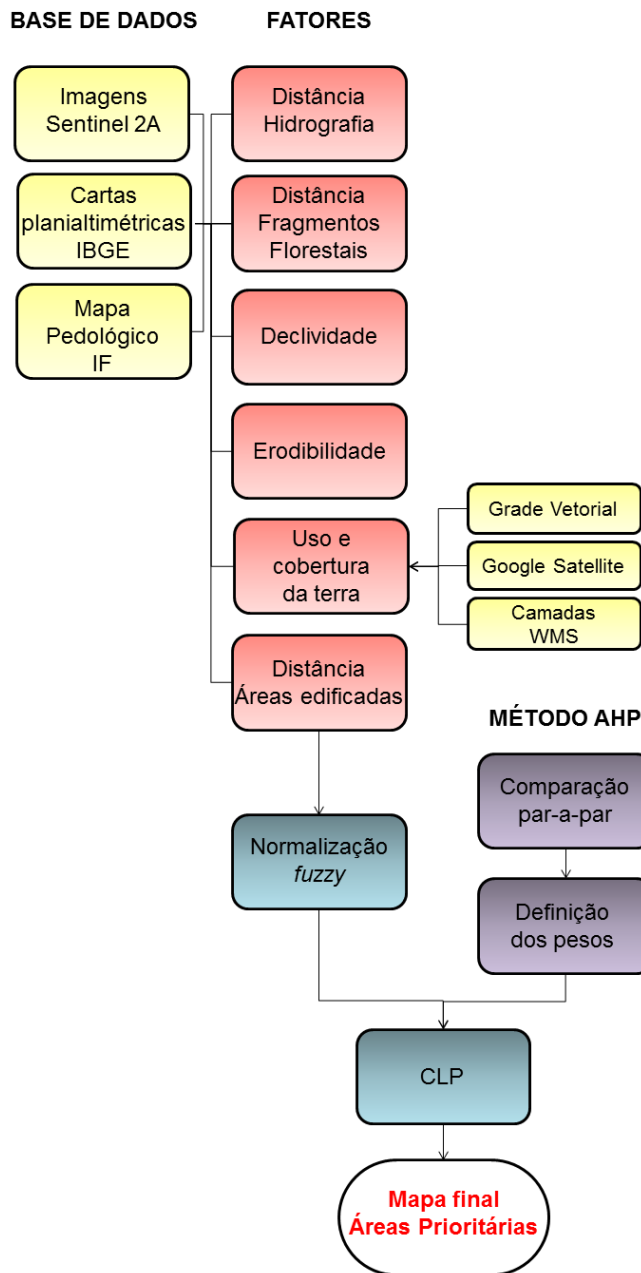 BASE DE DADOS
FATORES
Imagens
Sentinel 2A
Cartas
planialtimétricas
IBGE
Mapa
Pedológico
IF
Distância
Hidrografia
Distância
Fragmentos
Florestais
Declividade
Erodibilidade
Uso e
cobertura
da terra
Distância
Áreas edificadas
Grade Vetorial
Google Satellite
Camadas
WMS
MÉTODO AHP
Comparação
par-a-par
Definição
dos pesos
Normalização
fuzzy
CLP
Mapa final
Áreas Prioritárias